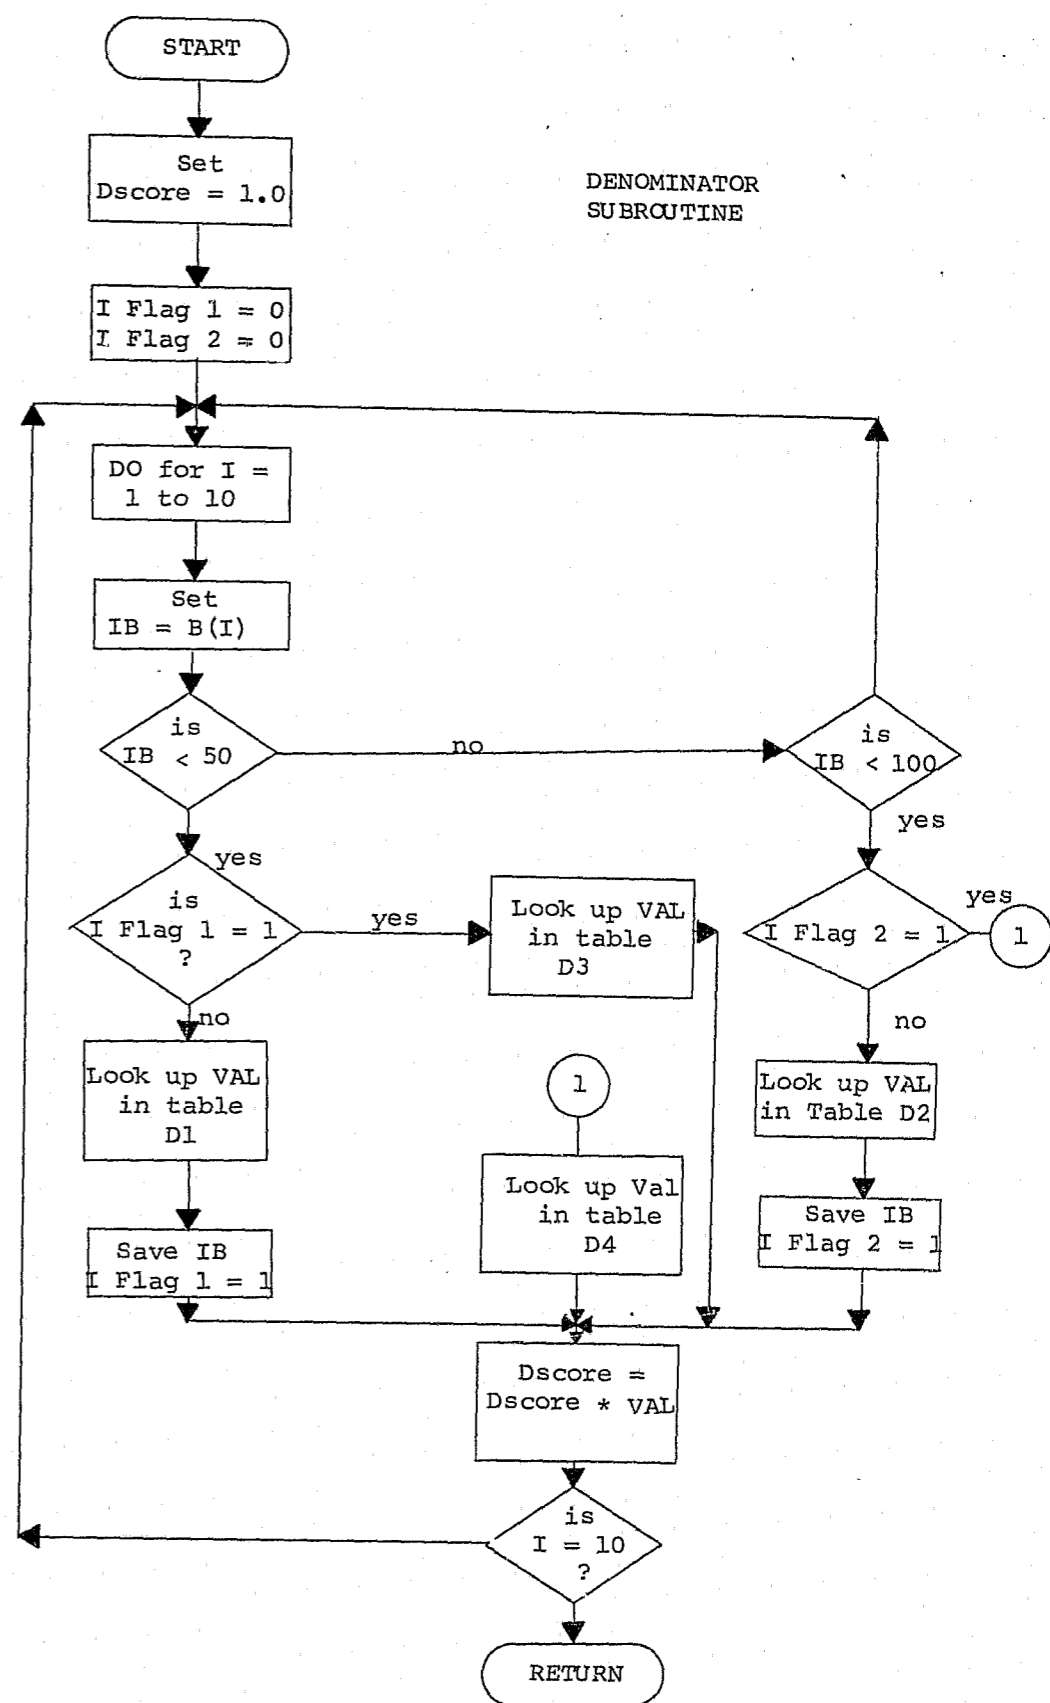 START
Set
Dscore = 1.0
DENOMINATOR
SUBROUTINE
I Flag 1 = 0
I Flag 2 = 0
DO for I =
1 to 10
Set
IB = B(I)
is
IB < 50
no
is
IB < 100
yes
yes
is
I Flag 1 = 1
?
yes
Look up VAL
in table
D3
I Flag 2 = 1
yes
1
no
no
Look up VAL
in table
D1
1
Look up VAL
in Table D2
Look up Val
in table
D4
Save IB
I Flag 2 = 1
Save IB
I Flag 1 = 1
Dscore =
Dscore * VAL
is
I = 10
?
RETURN